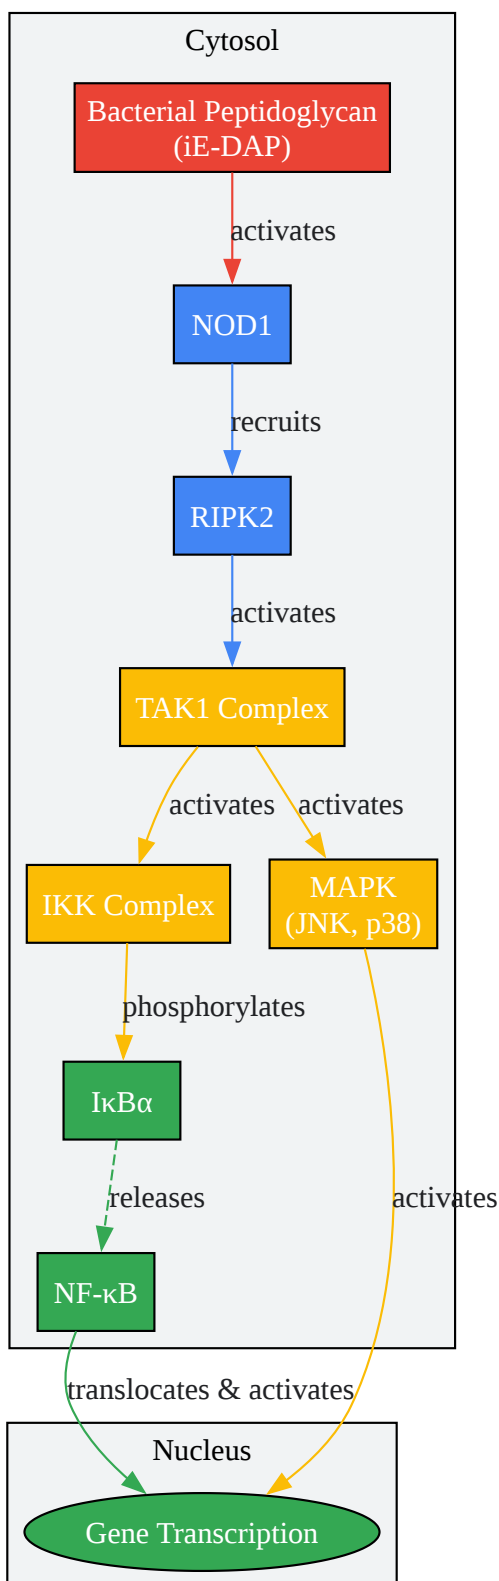 Cytosol
Bacterial Peptidoglycan
(iE-DAP)
activates
NOD1
recruits
RIPK2
activates
TAK1 Complex
activates
activates
IKK Complex
MAPK
(JNK, p38)
phosphorylates
IκBα
releases
activates
NF-κB
translocates & activates
Nucleus
Gene Transcription